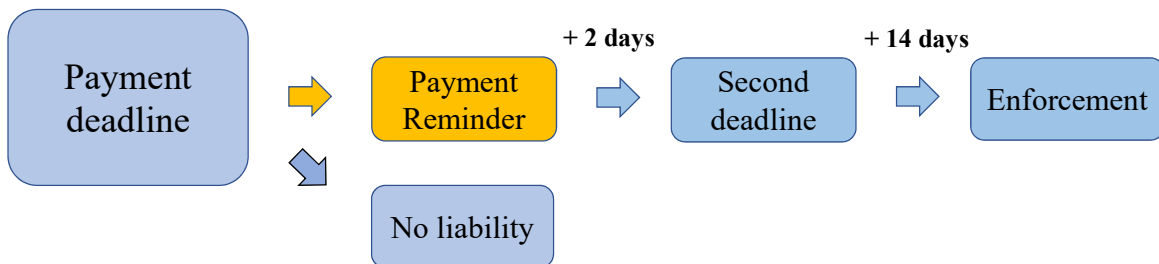 Payment
deadline
Payment
Reminder
+ 2 days
Second
deadline
+ 14 days
Enforcement
No liability